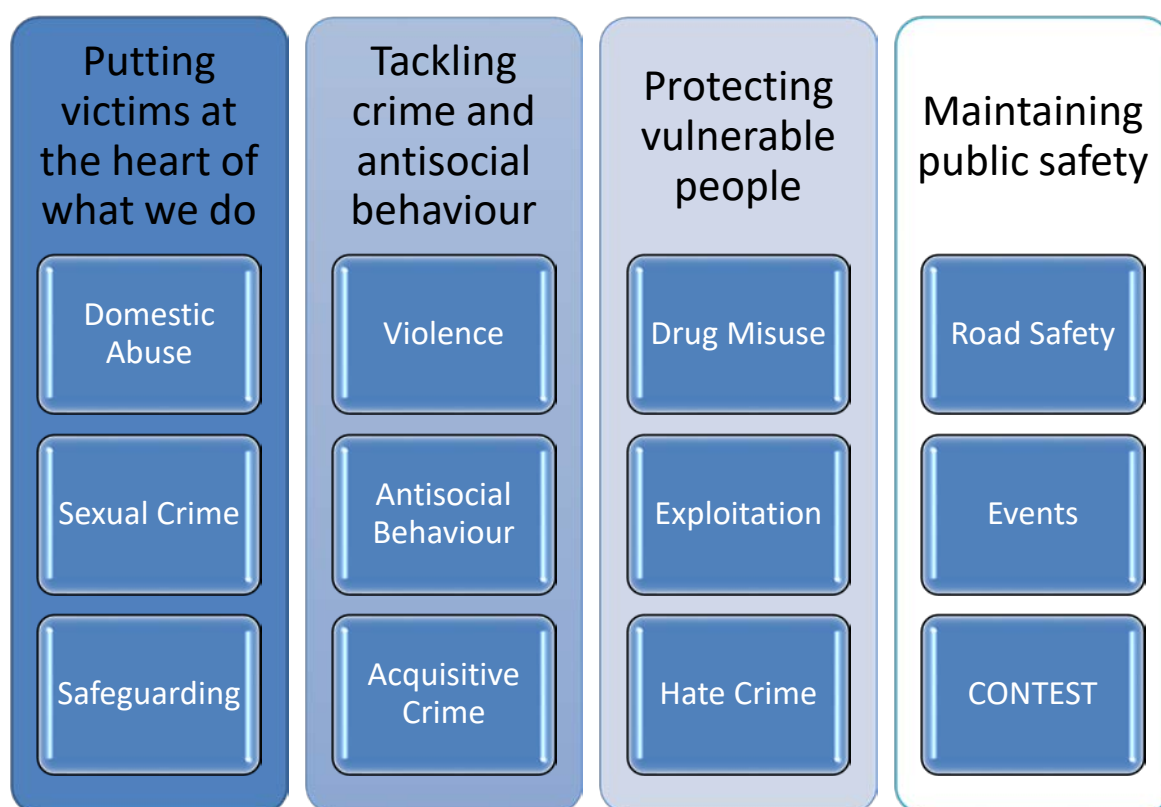 Putting
victims at
the heart of
what we do
Domestic
Abuse
Sexual Crime
Safeguarding
Tackling
crime and
antisocial
behaviour
Violence
Antisocial
Behaviour
Acquisitive
Crime
Protecting
vulnerable
people
Drug Misuse
Exploitation
Hate Crime
Maintaining
public safety
Road Safety
Events
CONTEST